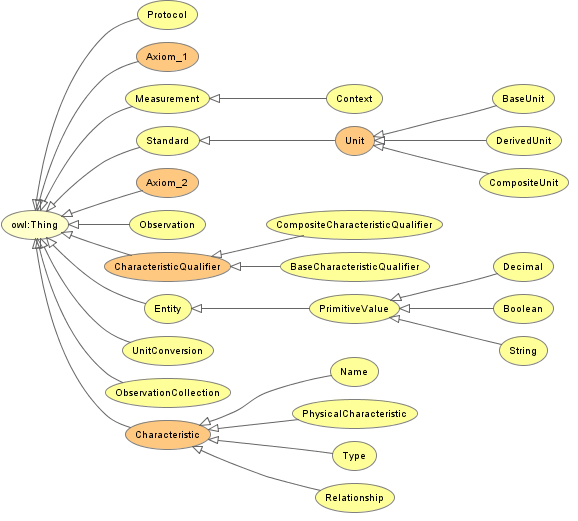 Protocol
Axiom_1
Measurement
Context
BaseUnit
Standard
Unit
DerivedUnit
Axiom_2
CompositeUnit
owl:Thing
Observation
CompositeCharacteristicQualifier
CharacteristicQualifier
BaseCharacteristicQualifier
Decimal
Entity
PrimitiveValue
Boolean
UnitConversion
String
Name
ObservationCollection
PhysicalCharacteristic
Characteristic
Type
Relationship